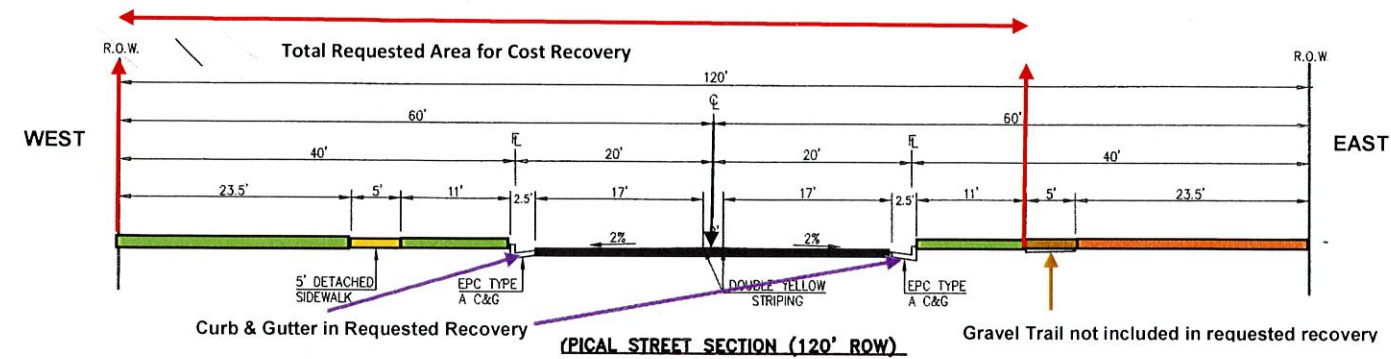 Total Requested Area for Cost Recovery
R.O.W.
R.O.W.
120'
℄
60'
60'
WEST
EAST
℄
℄
40'
20'
20'
40'
23.5'
5'
11'
2.5'
17'
17'
2.5'
11'
5'
23.5'
2%
2%
5' DETACHED
SIDEWALK
EPC TYPE
A C&G
DOUBLE YELLOW
STRIPING
EPC TYPE
A C&G
Curb & Gutter in Requested Recovery
Gravel Trail not included in requested recovery
PICAL STREET SECTION (120' ROW)